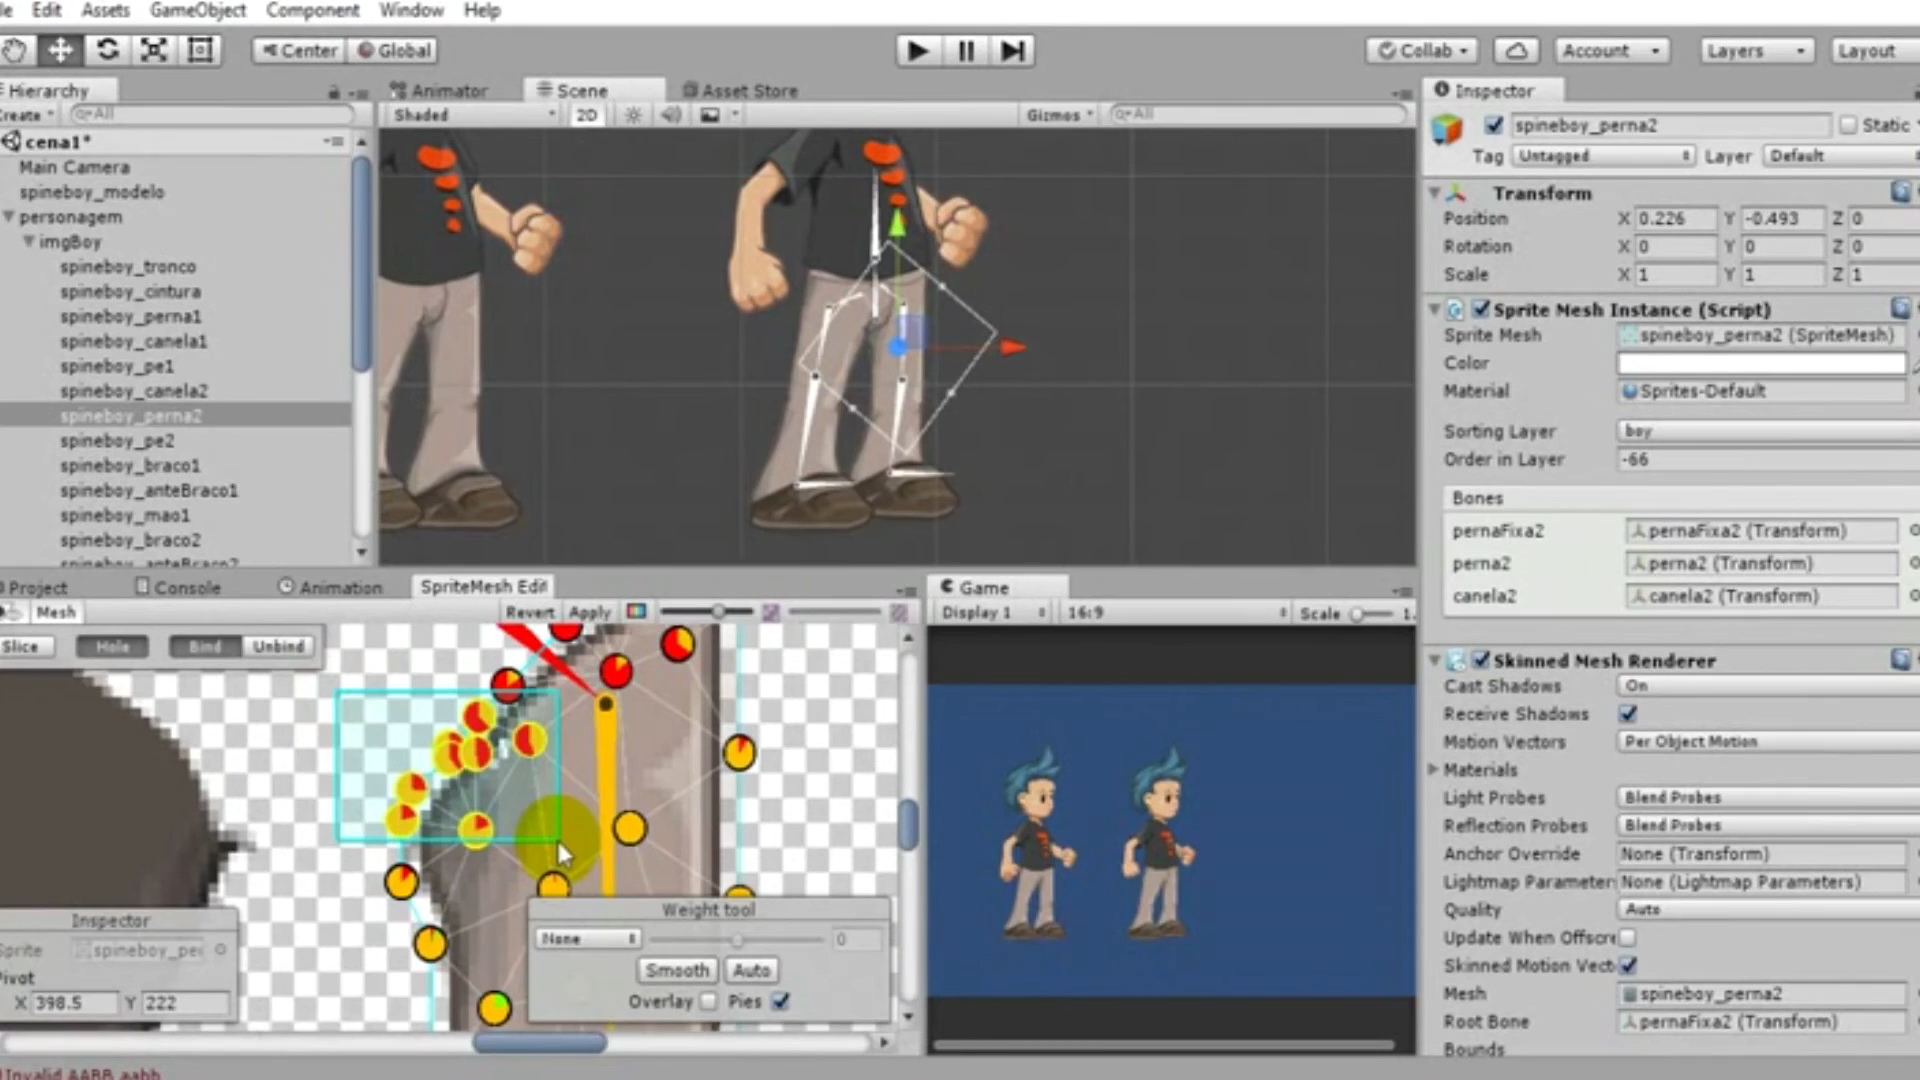 le Edit Assets GameObject Component Window Help
Center Global Collab Account Layers Layout
Hierarchy
Create All
cena1*
Main Camera
spineboy_modelo
personagem
imgBoy
spineboy_tronco
spineboy_cintura
spineboy_perna1
spineboy_canela1
spineboy_pe1
spineboy_canela2
spineboy_perna2
spineboy_pe2
spineboy_braco1
spineboy_anteBraco1
spineboy_mao1
spineboy_braco2
spineboy_anteBraco2
Animator Scene Asset Store
Shaded 2D Gizmos All
Inspector
spineboy_perna2 Static
Tag Untagged Layer Default
Transform
Position X 0.226 Y -0.493 Z 0
Rotation X 0 Y 0 Z 0
Scale X 1 Y 1 Z 1
Sprite Mesh Instance (Script)
Sprite Mesh spineboy_perna2 (SpriteMesh)
Color
Material Sprites-Default
Sorting Layer boy
Order in Layer -66
Bones
pernaFixa2 pernaFixa2 (Transform)
perna2 perna2 (Transform)
canela2 canela2 (Transform)
Skinned Mesh Renderer
Cast Shadows On
Receive Shadows
Motion Vectors Per Object Motion
Materials
Light Probes Blend Probes
Reflection Probes Blend Probes
Anchor Override None (Transform)
Lightmap Parameter: None (Lightmap Parameters)
Quality Auto
Update When Offscre
Skinned Motion Vect
Mesh spineboy_perna2
Root Bone pernaFixa2 (Transform)
Bounds
Project Console Animation SpriteMesh Edit
Mesh Revert Apply
Slice Hole Bind Unbind
Inspector
Sprite spineboy_pe
Pivot
X 398.5 Y 222
Weight tool
None 0
Smooth Auto
Overlay Pies
Game
Display 1 16:9 Scale 1.
Invalid AABB aabb